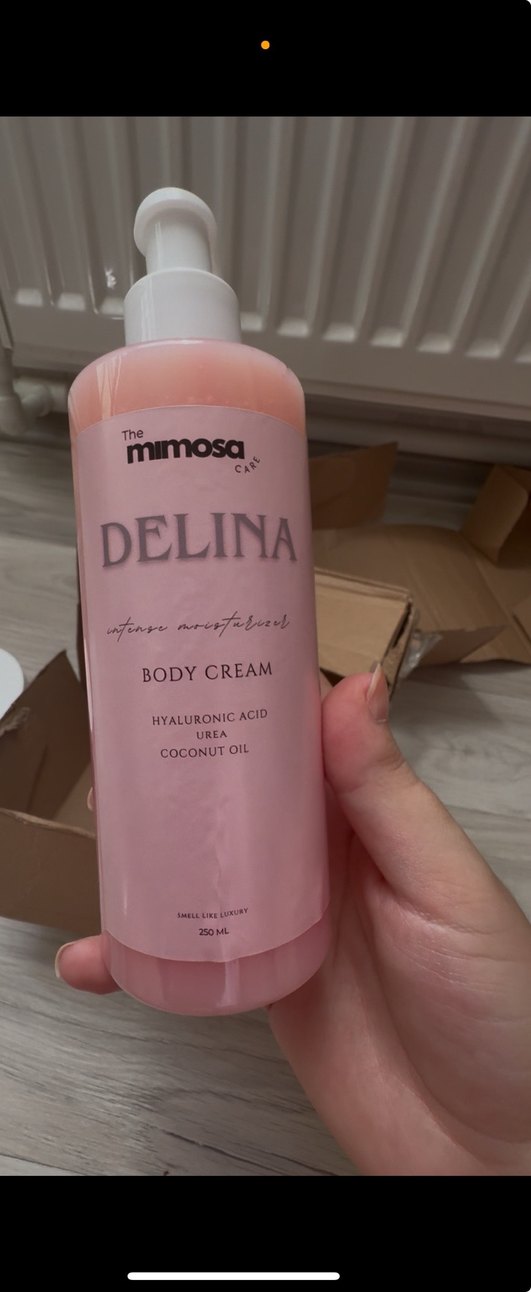 The
mimosa
CARE
DELINA
intense moisturizer
BODY CREAM
HYALURONIC ACID
UREA
COCONUT OIL
SMELL LIKE LUXURY
250 ML